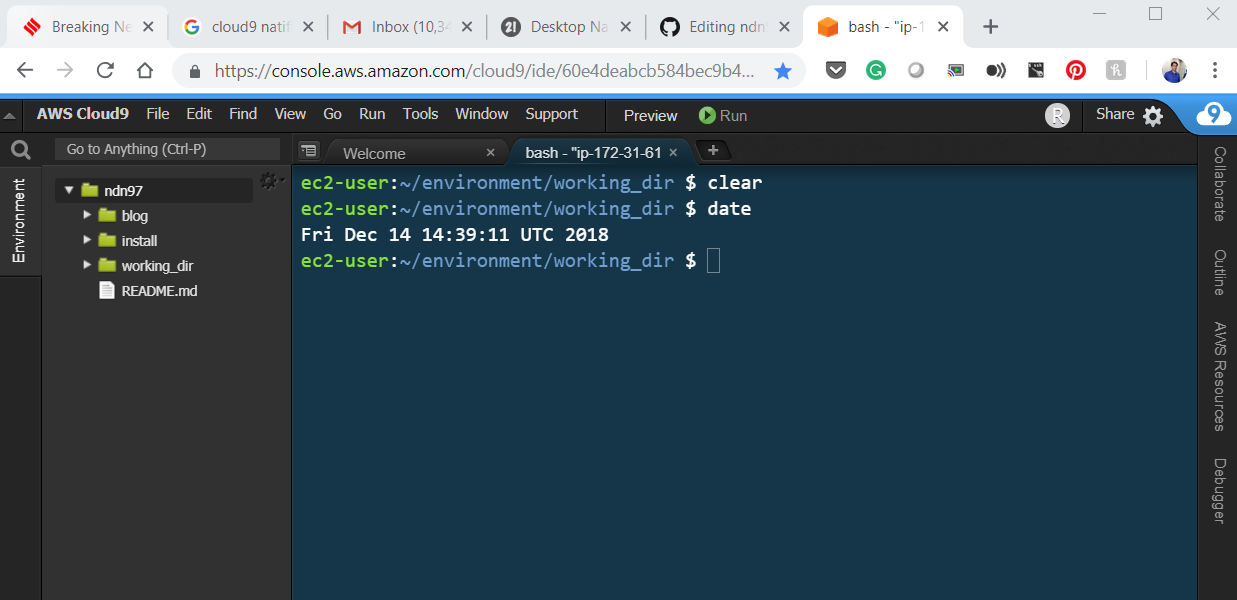 Breaking Ne
cloud9 natif
Inbox (10,34
Desktop Na
Editing ndn
bash - "ip-1
https://console.aws.amazon.com/cloud9/ide/60e4deabcb584bec9b4...
AWS Cloud9 File Edit Find View Go Run Tools Window Support Preview Run R Share 9
Go to Anything (Ctrl-P)
Welcome
bash - "ip-172-31-61
Environment
ndn97
blog
install
working_dir
README.md
ec2-user:~/environment/working_dir $ clear
ec2-user:~/environment/working_dir $ date
Fri Dec 14 14:39:11 UTC 2018
ec2-user:~/environment/working_dir $
Collaborate
Outline
AWS Resources
Debugger